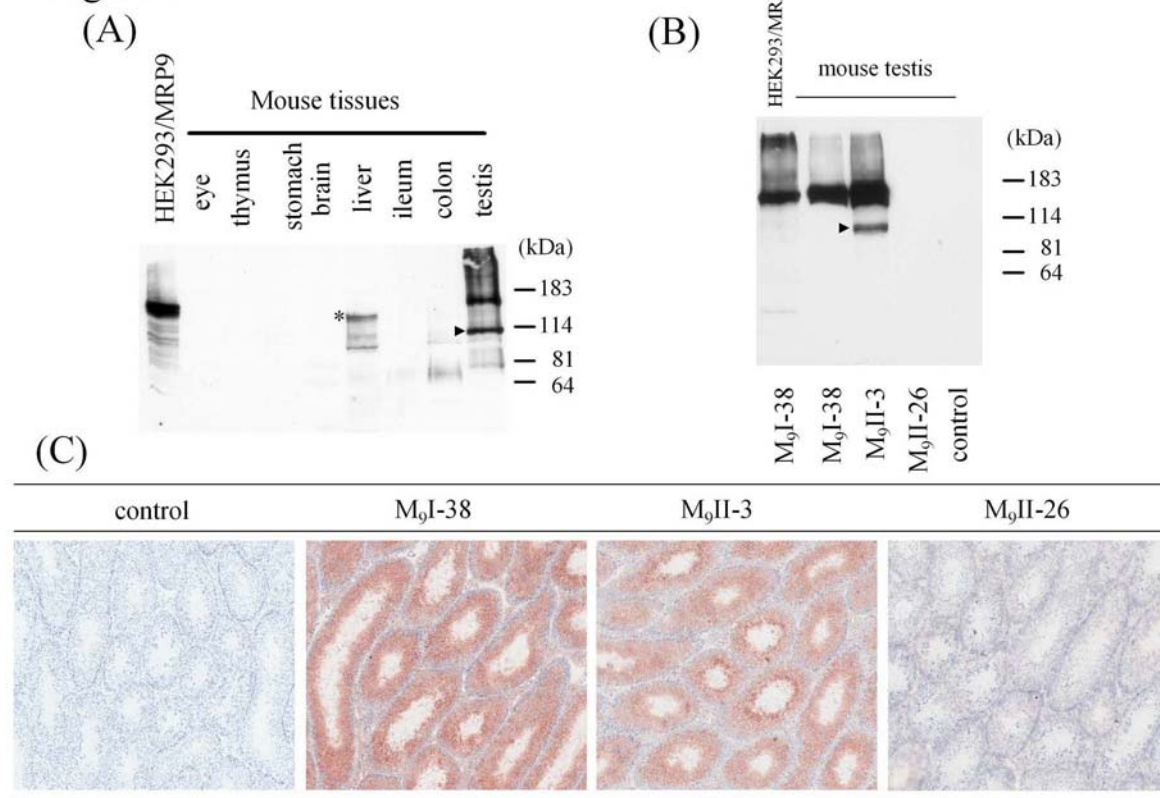 (A)
HEK293/MRP9
Mouse tissues
eye
thymus
stomach
brain
liver
ileum
colon
testis
(kDa)
183
114
81
64
*
(B)
HEK293/MR
mouse testis
(kDa)
183
114
81
64
M₉I-38
M₉I-38
M₉II-3
M₉II-26
control
(C)
control M₉I-38 M₉II-3 M₉II-26